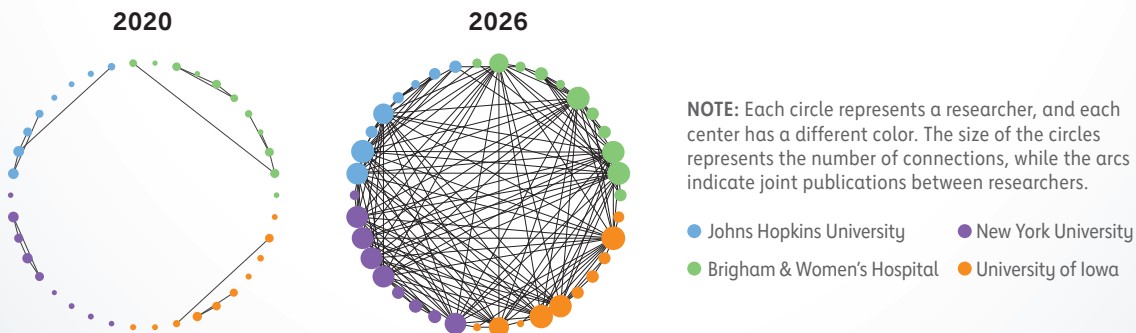 2020
2026
NOTE: Each circle represents a researcher, and each
center has a different color. The size of the circles
represents the number of connections, while the arcs
indicate joint publications between researchers.
Johns Hopkins University
New York University
Brigham & Women's Hospital
University of Iowa